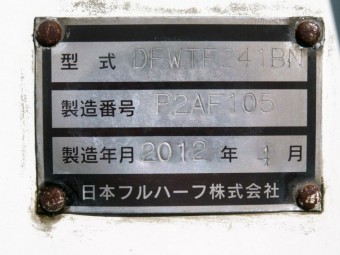 型式 DFWTF241BN
製造番号 P2AF105
製造年月 2012 年 1 月
日本フルハーフ株式会社